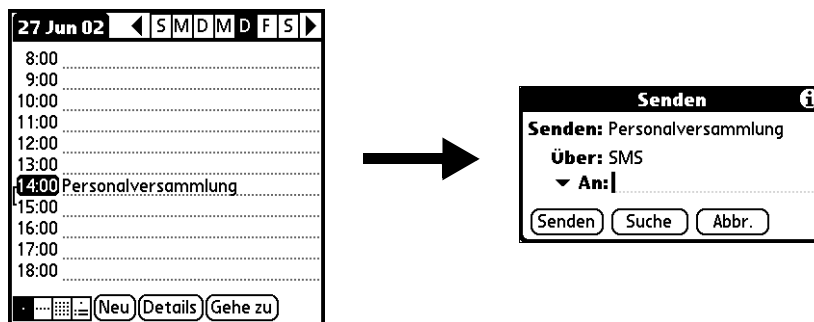 27 Jun 02 S M D M D F S
8:00
9:00
10:00
11:00
12:00
13:00
14:00 Personalversammlung
15:00
16:00
17:00
18:00
Neu Details Gehe zu
Senden i
Senden: Personalversammlung
Über: SMS
An:
Senden Suche Abbr.